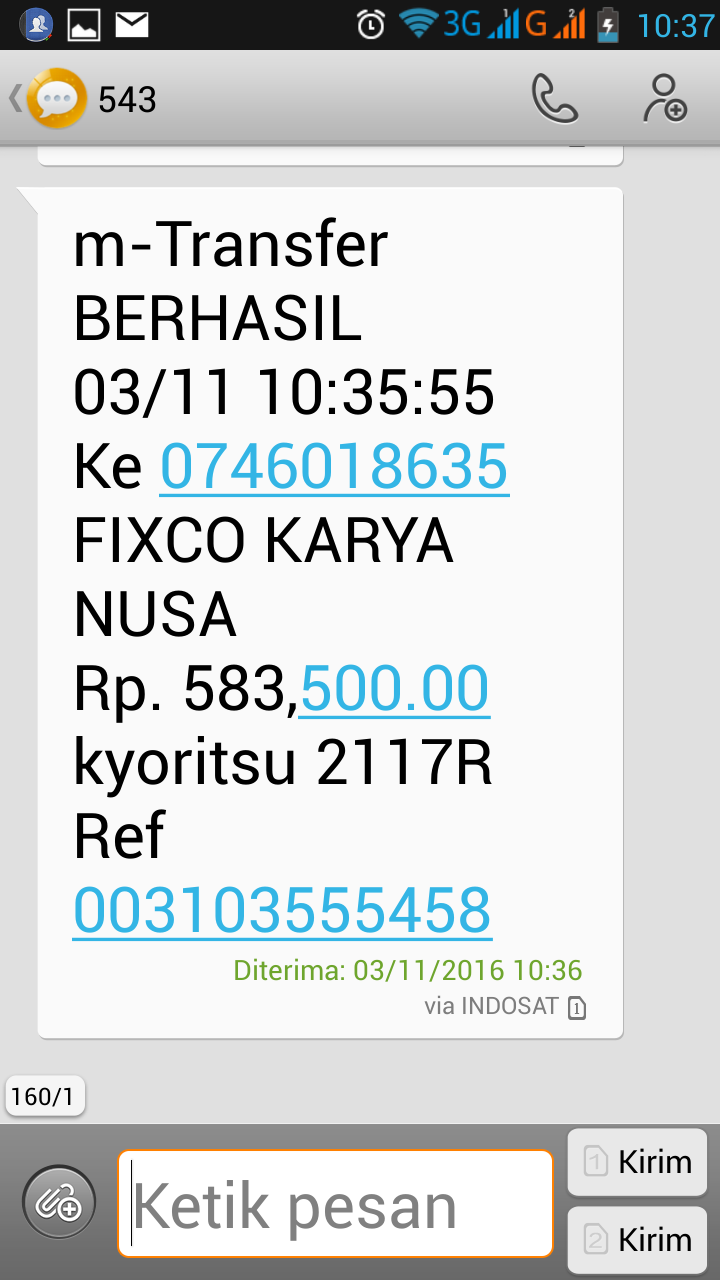 3G 1 G 2 10:37
543
m-Transfer
BERHASIL
03/11 10:35:55
Ke 0746018635
FIXCO KARYA
NUSA
Rp. 583,500.00
kyoritsu 2117R
Ref
003103555458
Diterima: 03/11/2016 10:36
via INDOSAT 1
160/1
1 Kirim
Ketik pesan
2 Kirim